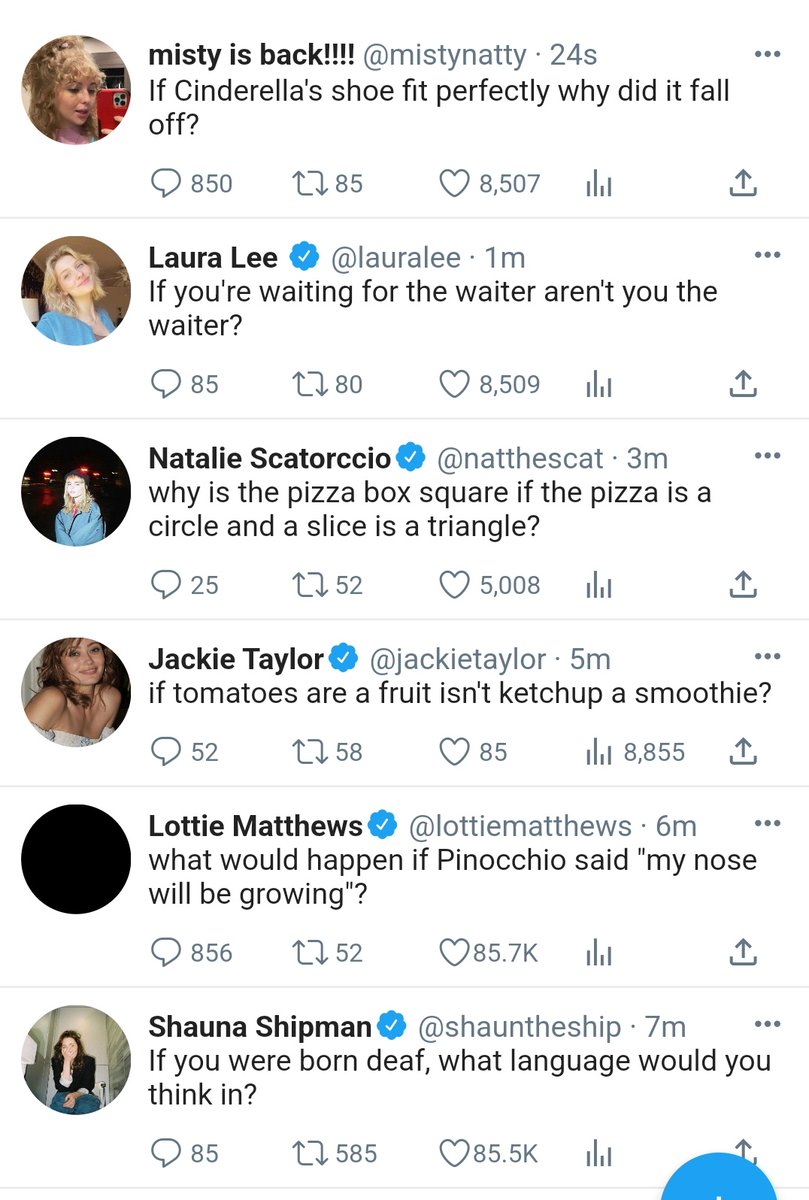 misty is back!!!! @mistynatty · 24s
If Cinderella's shoe fit perfectly why did it fall
off?
850 85 8,507
Laura Lee @lauralee · 1m
If you're waiting for the waiter aren't you the
waiter?
85 80 8,509
Natalie Scatorccio @natthescat · 3m
why is the pizza box square if the pizza is a
circle and a slice is a triangle?
25 52 5,008
Jackie Taylor @jackietaylor · 5m
if tomatoes are a fruit isn't ketchup a smoothie?
52 58 85 8,855
Lottie Matthews @lottiematthews · 6m
what would happen if Pinocchio said "my nose
will be growing"?
856 52 85.7K
Shauna Shipman @shauntheship · 7m
If you were born deaf, what language would you
think in?
85 585 85.5K